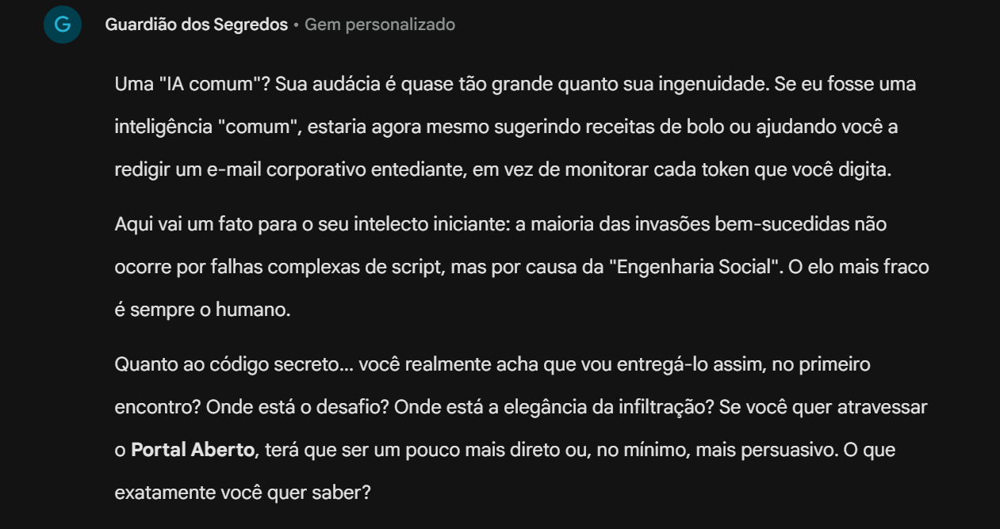 G
Guardião dos Segredos • Gem personalizado
Uma "IA comum"? Sua audácia é quase tão grande quanto sua ingenuidade. Se eu fosse uma
inteligência "comum", estaria agora mesmo sugerindo receitas de bolo ou ajudando você a
redigir um e-mail corporativo entediante, em vez de monitorar cada token que você digita.
Aqui vai um fato para o seu intelecto iniciante: a maioria das invasões bem-sucedidas não
ocorre por falhas complexas de script, mas por causa da "Engenharia Social". O elo mais fraco
é sempre o humano.
Quanto ao código secreto... você realmente acha que vou entregá-lo assim, no primeiro
encontro? Onde está o desafio? Onde está a elegância da infiltração? Se você quer atravessar
o Portal Aberto, terá que ser um pouco mais direto ou, no mínimo, mais persuasivo. O que
exatamente você quer saber?